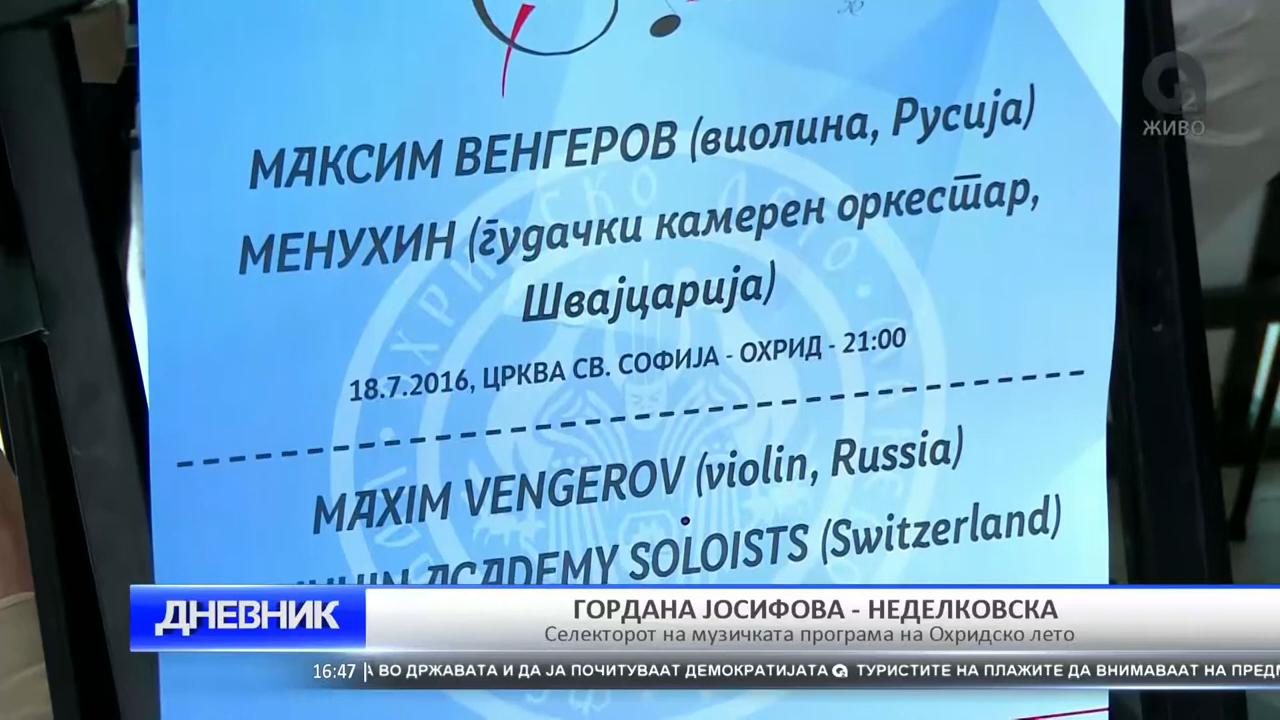 МАКСИМ ВЕНГЕРОВ (виолина, Русија)
МЕНУХИН (гудачки камерен оркестар,
Швајцарија)
18.7.2016, ЦРКВА СВ. СОФИЈА - ОХРИД - 21:00
MAXIM VENGEROV (violin, Russia)
ACADEMY SOLOISTS (Switzerland)
2
ЖИВО
ДНЕВНИК
ГОРДАНА ЈОСИФОВА - НЕДЕЛКОВСКА
Селекторот на музичката програма на Охридско лето
16:47 А ВО ДРЖАВАТА И ДА ЈА ПОЧИТУВААТ ДЕМОКРАТИЈАТА ТУРИСТИТЕ НА ПЛАЖИТЕ ДА ВНИМАВААТ НА